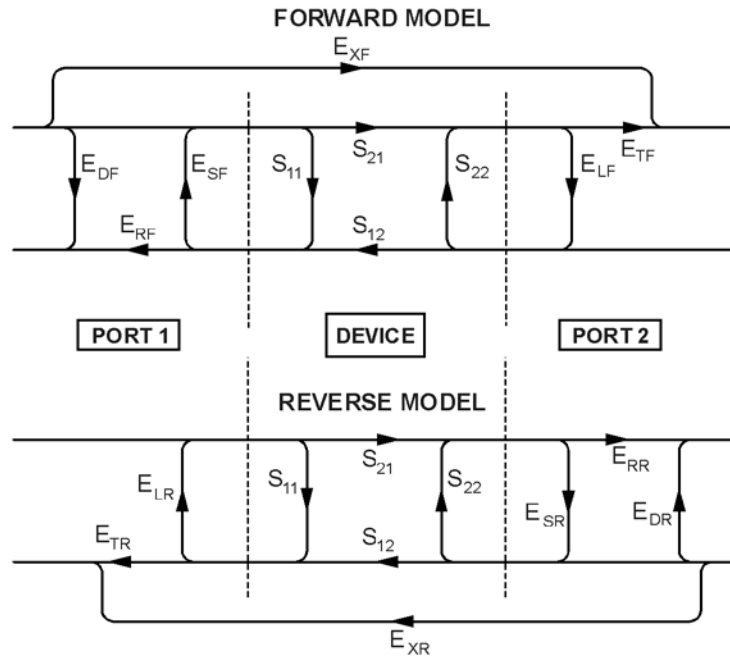 FORWARD MODEL
E_XF
E_DF
E_SF
S_11
S_21
S_22
E_LF
E_TF
E_RF
S_12
PORT 1
DEVICE
PORT 2
REVERSE MODEL
E_LR
S_11
S_21
S_22
E_SR
E_RR
E_DR
E_TR
S_12
E_XR